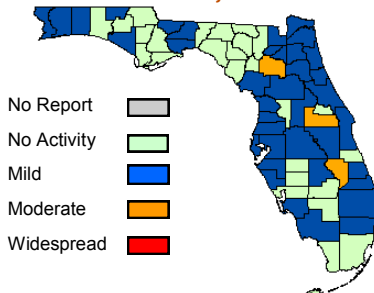 No Report
No Activity
Mild
Moderate
Widespread